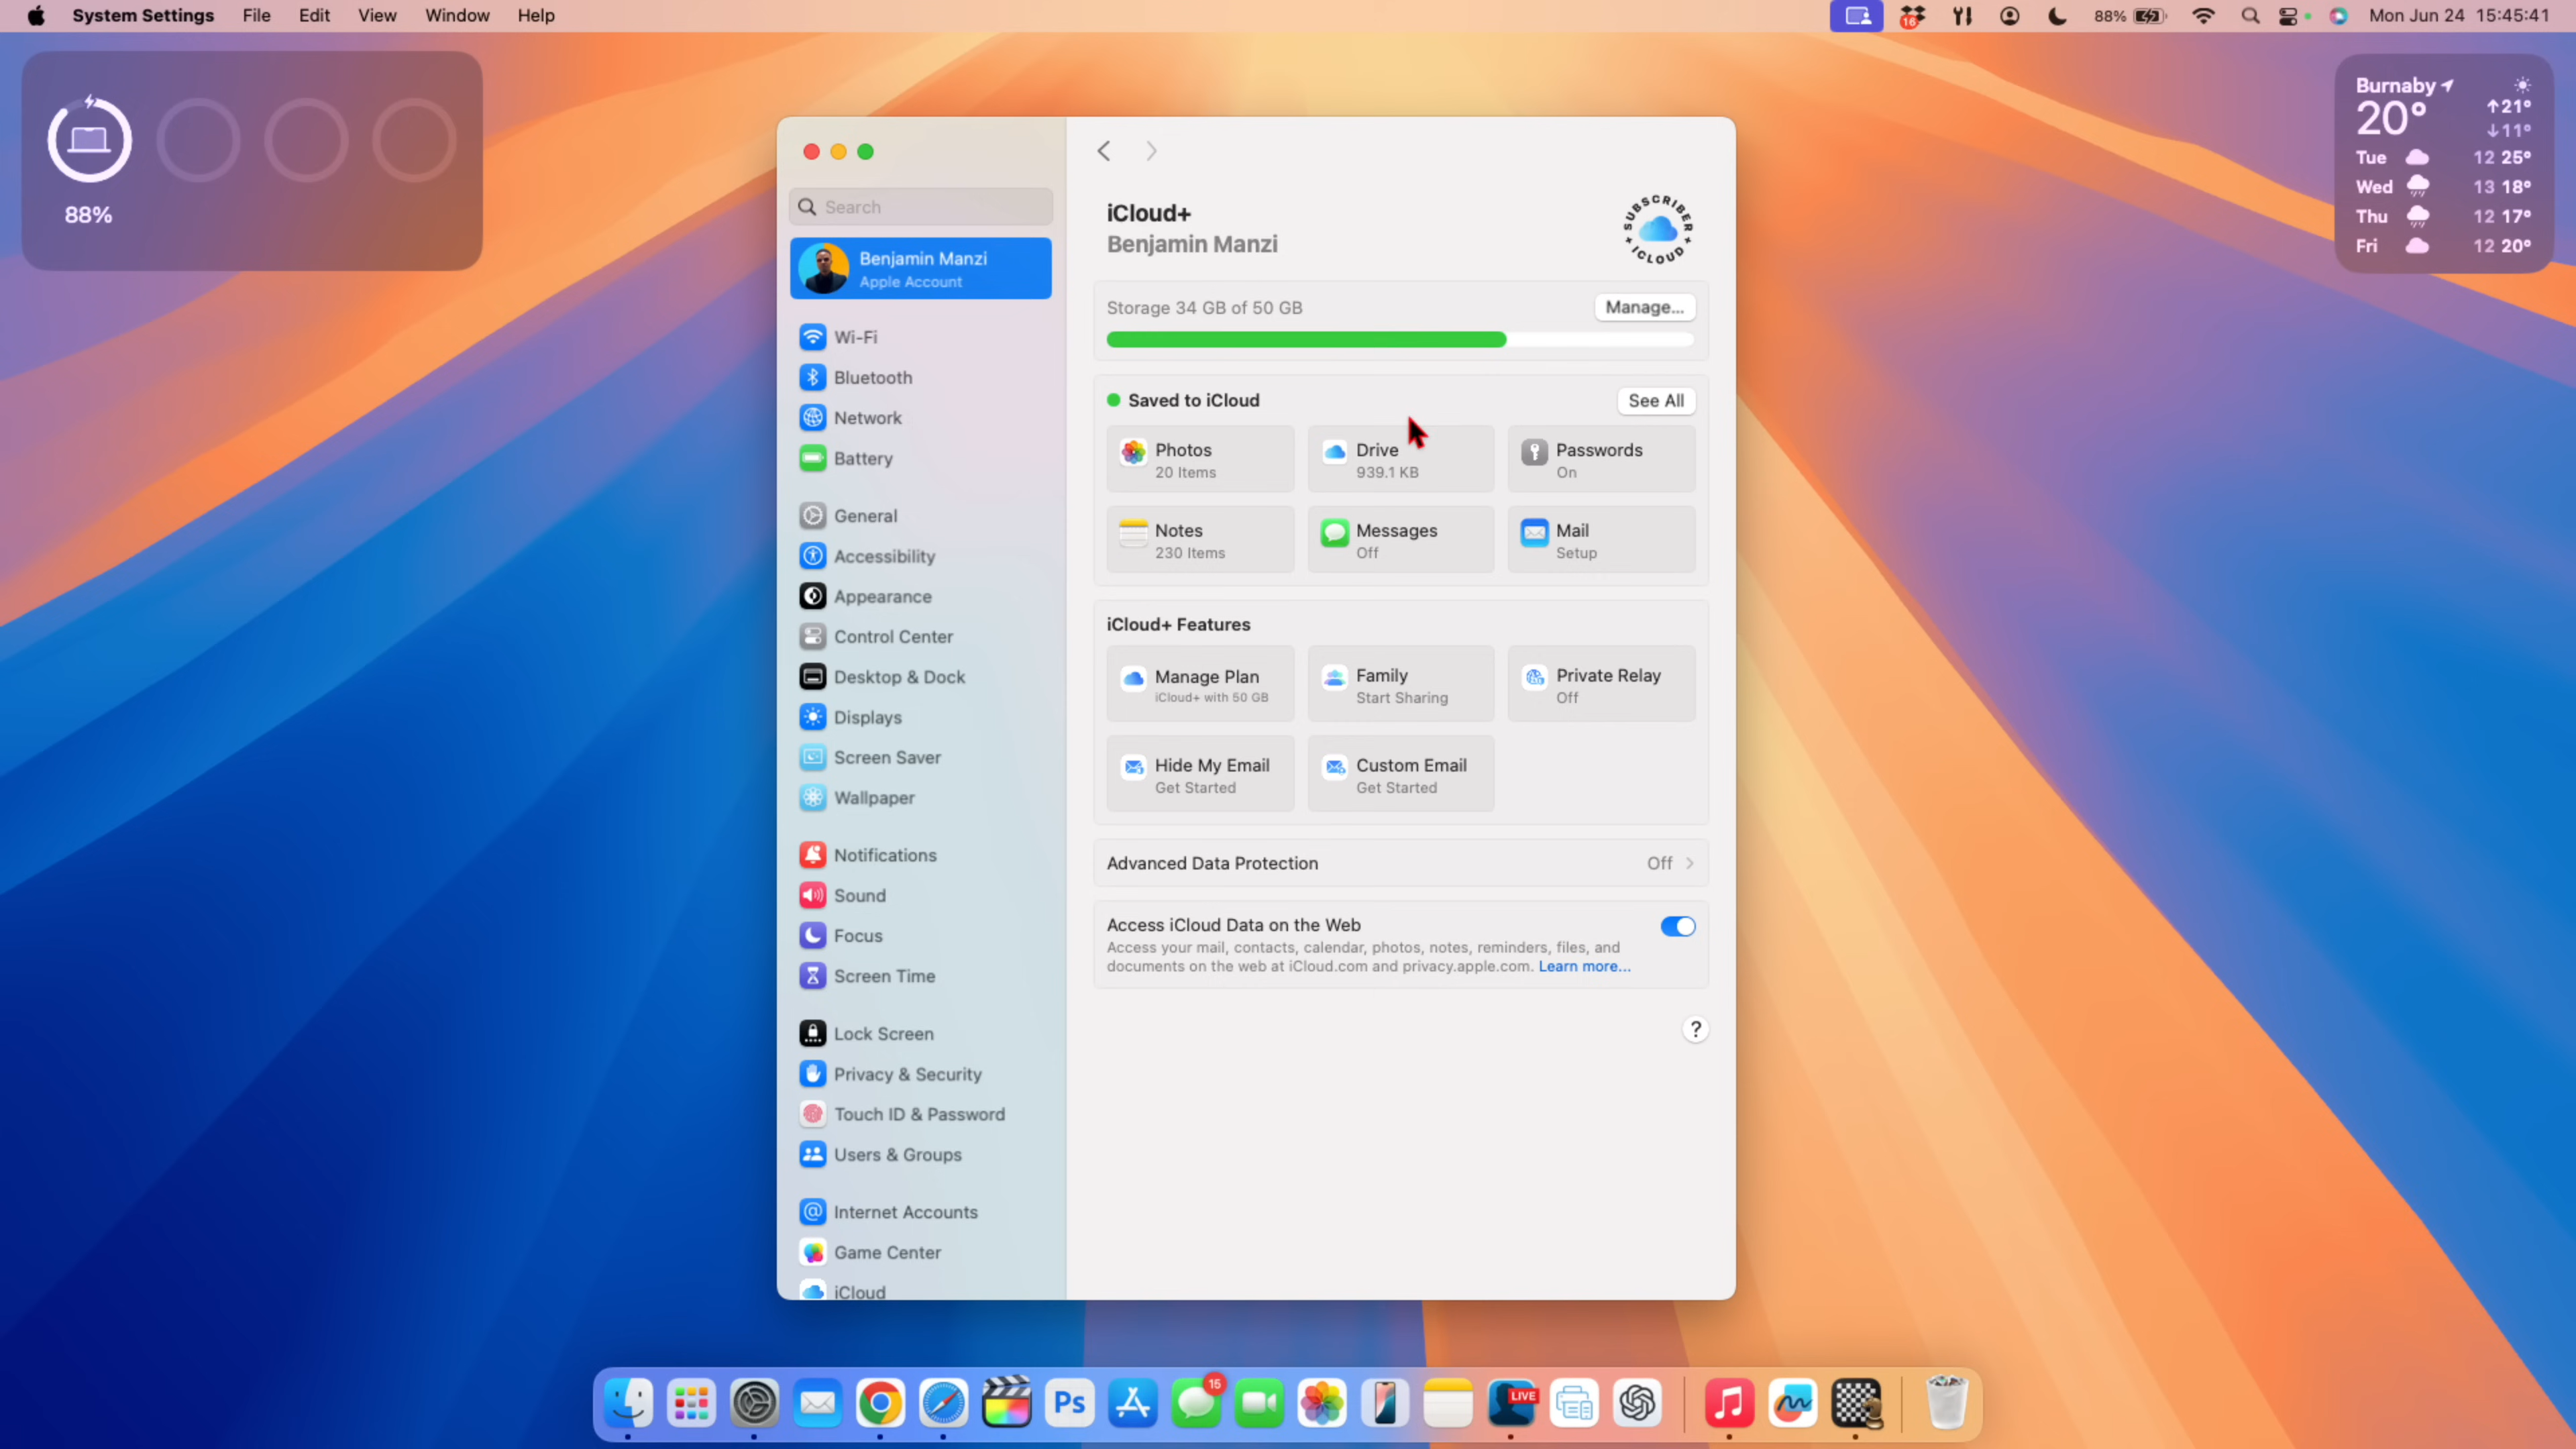 System Settings File Edit View Window Help
16 88% Mon Jun 24 15:45:41
88%
Burnaby
20° ↑21°
↓11°
Tue 12 25°
Wed 13 18°
Thu 12 17°
Fri 12 20°
Search
Benjamin Manzi
Apple Account
Wi-Fi
Bluetooth
Network
Battery
General
Accessibility
Appearance
Control Center
Desktop & Dock
Displays
Screen Saver
Wallpaper
Notifications
Sound
Focus
Screen Time
Lock Screen
Privacy & Security
Touch ID & Password
Users & Groups
Internet Accounts
Game Center
iCloud
iCloud+
Benjamin Manzi
SUBSCRIBER + ICLOUD +
Storage 34 GB of 50 GB Manage...
Saved to iCloud See All
Photos
20 Items
Drive
939.1 KB
Passwords
On
Notes
230 Items
Messages
Off
Mail
Setup
iCloud+ Features
Manage Plan
iCloud+ with 50 GB
Family
Start Sharing
Private Relay
Off
Hide My Email
Get Started
Custom Email
Get Started
Advanced Data Protection Off
Access iCloud Data on the Web
Access your mail, contacts, calendar, photos, notes, reminders, files, and
documents on the web at iCloud.com and privacy.apple.com. Learn more...
?
Ps 15 LIVE